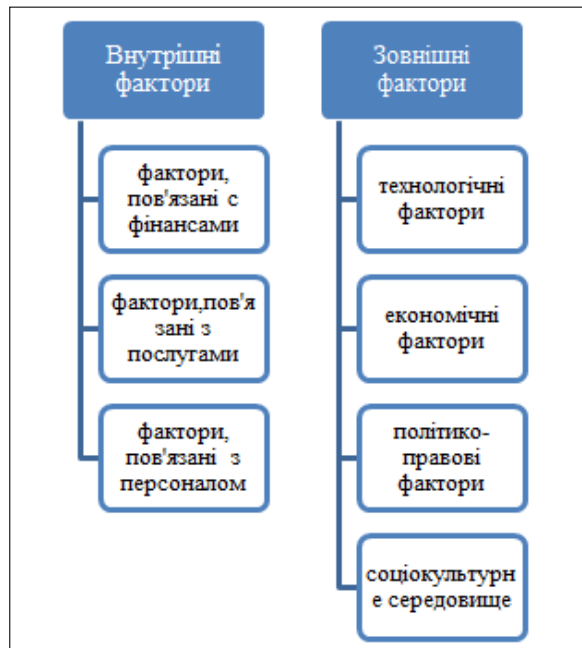 Внутрішні
фактори
фактори,
пов'язані с
фінансами
фактори,пов'я
зані з
послугами
фактори,
пов'язані з
персоналом
Зовнішні
фактори
технологічні
фактори
економічні
фактори
політико-
правові
фактори
соціокультурн
е середовище